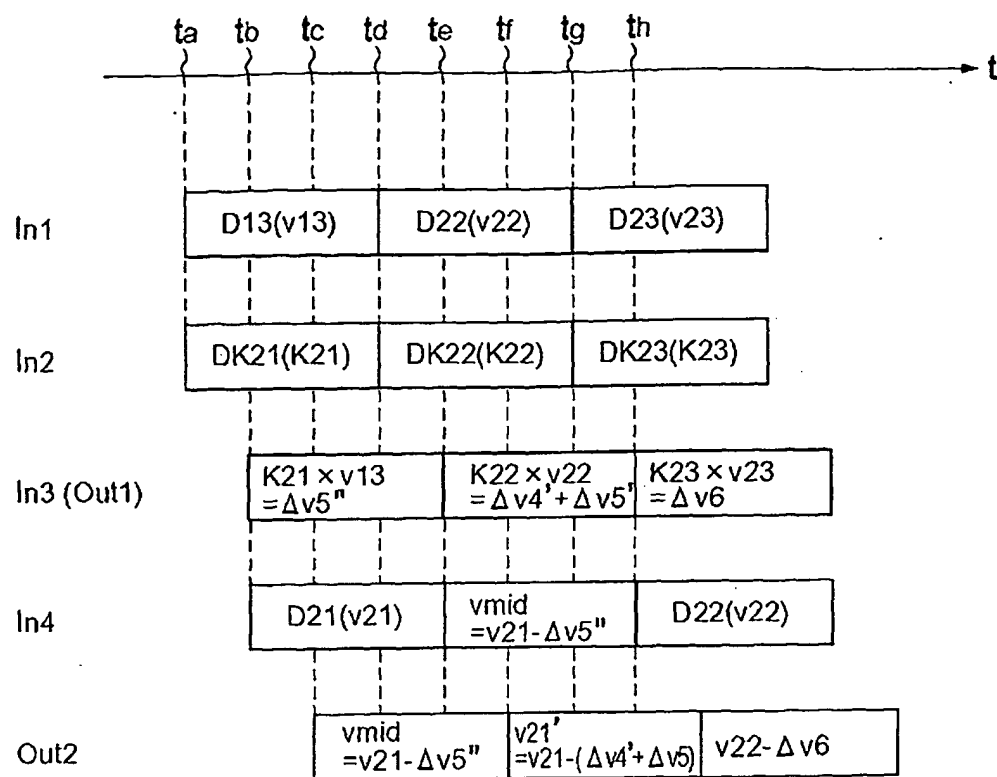 ta tb tc td te tf tg th
t
In1 D13(v13) D22(v22) D23(v23)
In2 DK21(K21) DK22(K22) DK23(K23)
In3 (Out1) K21 × v13 K22 × v22 K23 × v23
=Δv5" =Δv4'+Δv5' =Δv6
In4 D21(v21) vmid D22(v22)
=v21-Δv5"
Out2 vmid v21' v22-Δv6
=v21-Δv5" =v21-(Δv4'+Δv5)